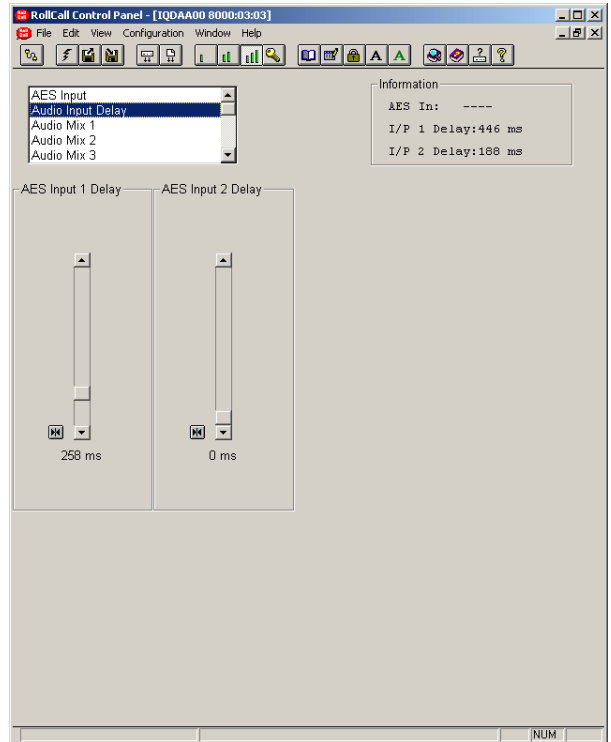 RollCall Control Panel - [IQDAA00 8000:03:03]
File Edit View Configuration Window Help
A A ?
AES Input
Audio Input Delay
Audio Mix 1
Audio Mix 2
Audio Mix 3
Information
AES In: ----
I/P 1 Delay:446 ms
I/P 2 Delay:188 ms
AES Input 1 Delay
AES Input 2 Delay
258 ms
0 ms
NUM